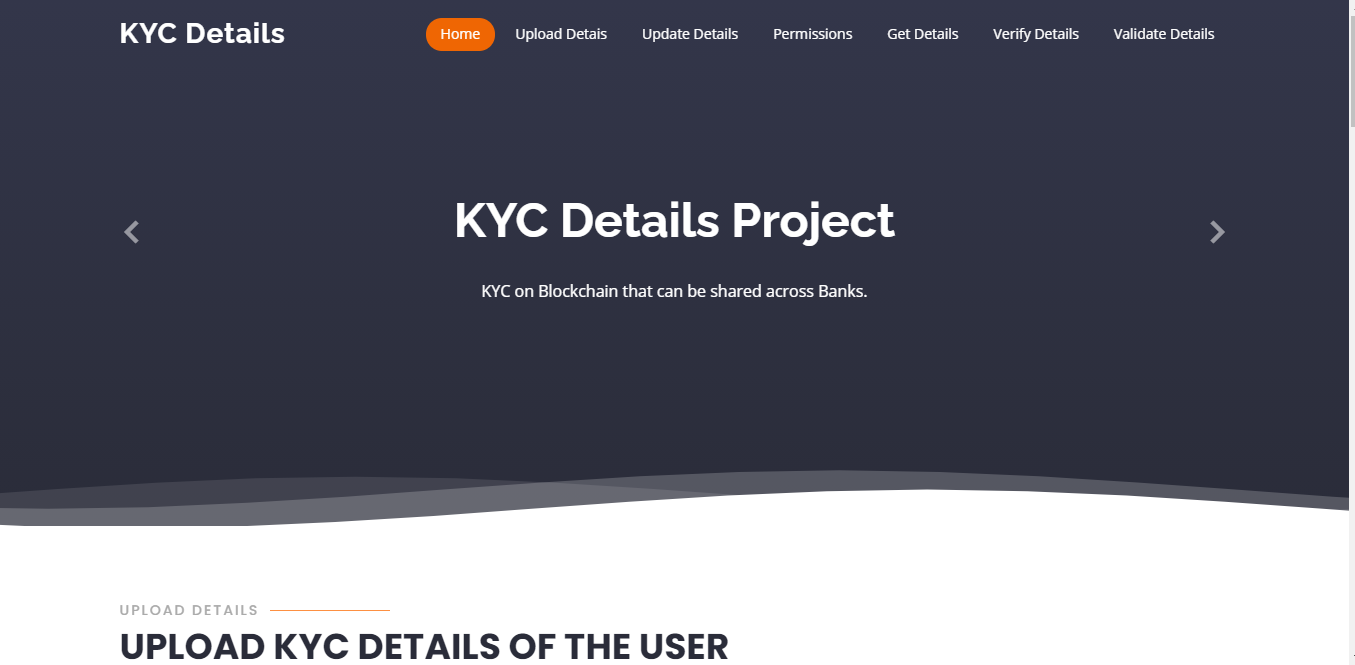 KYC Details
Home Upload Detais Update Details Permissions Get Details Verify Details Validate Details
KYC Details Project
KYC on Blockchain that can be shared across Banks.
UPLOAD DETAILS
UPLOAD KYC DETAILS OF THE USER